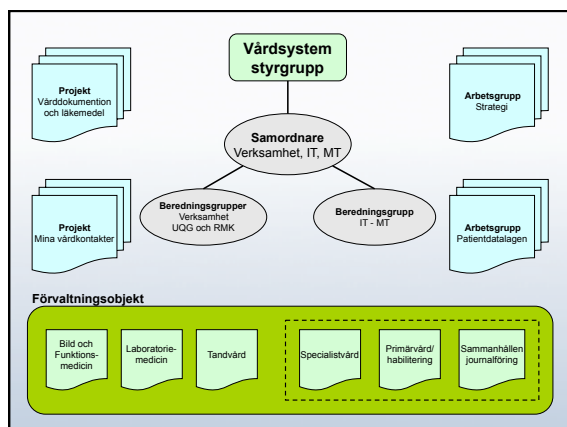 Vårdsystem
styrgrupp
Projekt
Vårddokumention
och läkemedel
Arbetsgrupp
Strategi
Samordnare
Verksamhet, IT, MT
Beredningsgrupper
Verksamhet
UQG och RMK
Beredningsgrupp
IT - MT
Projekt
Mina vårdkontakter
Arbetsgrupp
Patientdatalagen
Förvaltningsobjekt
Bild och
Funktions-
medicin
Laboratorie-
medicin
Tandvård
Specialistvård
Primärvård/
habilitering
Sammanhållen
journalföring